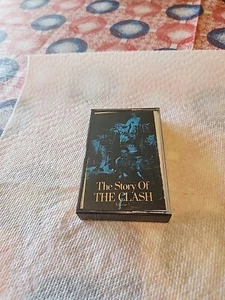 The Story Of
THE CLASH